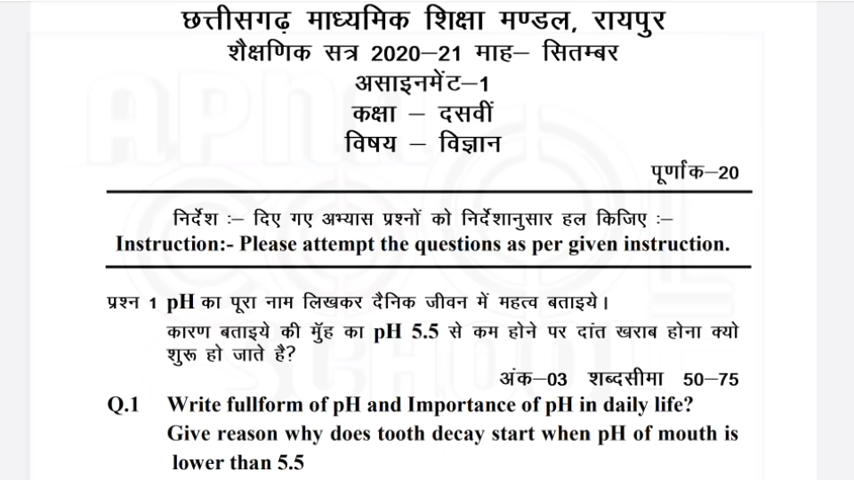 छत्तीसगढ़ माध्यमिक शिक्षा मण्डल, रायपुर
शैक्षणिक सत्र 2020–21 माह– सितम्बर
असाइनमेंट–1
कक्षा – दसवीं
विषय – विज्ञान
पूर्णांक–20
निर्देश :– दिए गए अभ्यास प्रश्नों को निर्देशानुसार हल किजिए :–
Instruction:- Please attempt the questions as per given instruction.
प्रश्न 1 pH का पूरा नाम लिखकर दैनिक जीवन में महत्व बताइये।
कारण बताइये की मुँह का pH 5.5 से कम होने पर दांत खराब होना क्यो
शुरू हो जाते है?
अंक–03 शब्दसीमा 50–75
Q.1 Write fullform of pH and Importance of pH in daily life?
Give reason why does tooth decay start when pH of mouth is
lower than 5.5
APNA
SCHOOL